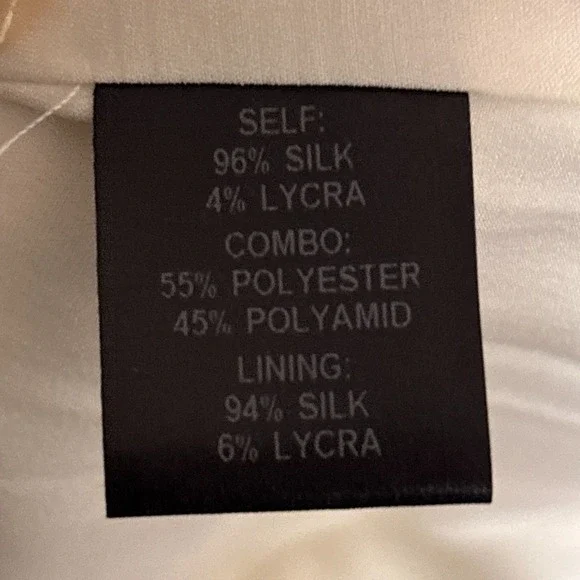 SELF:
96% SILK
4% LYCRA
COMBO:
55% POLYESTER
45% POLYAMID
LINING:
94% SILK
6% LYCRA